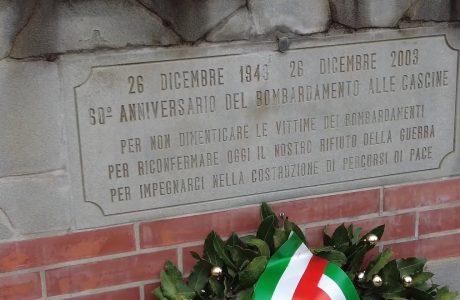 26 DICEMBRE 1943 26 DICEMBRE 2003
60º ANNIVERSARIO DEL BOMBARDAMENTO ALLE CASCINE
PER NON DIMENTICARE LE VITTIME DEI BOMBARDAMENTI
PER RICONFERMARE OGGI IL NOSTRO RIFIUTO DELLA GUERRA
PER IMPEGNARCI NELLA COSTRUZIONE DI PERCORSI DI PACE